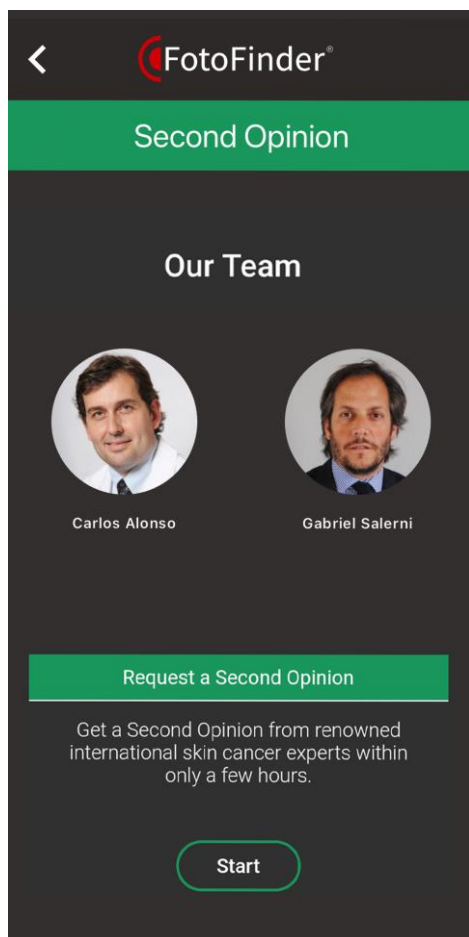 FotoFinder®
Second Opinion
Our Team
Carlos Alonso
Gabriel Salerni
Request a Second Opinion
Get a Second Opinion from renowned
international skin cancer experts within
only a few hours.
Start